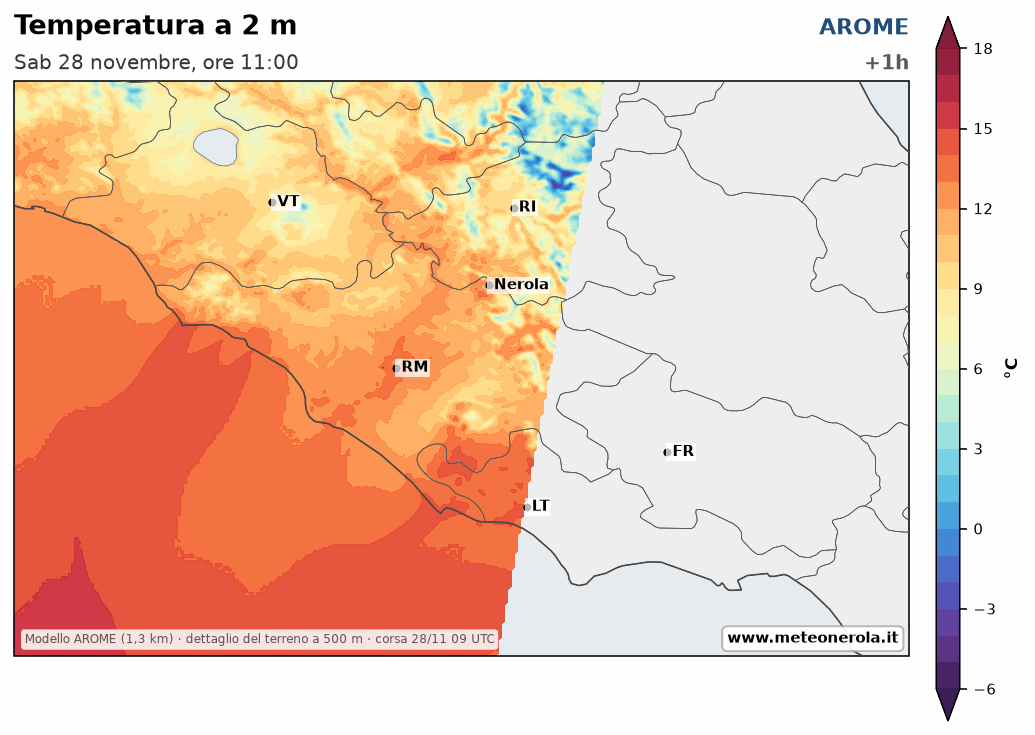 Temperatura a 2 m
AROME
Sab 28 novembre, ore 11:00
+1h
VT
RI
Nerola
RM
FR
LT
18
15
12
9
6
3
0
−3
−6
°C
Modello AROME (1,3 km) · dettaglio del terreno a 500 m · corsa 28/11 09 UTC
www.meteonerola.it